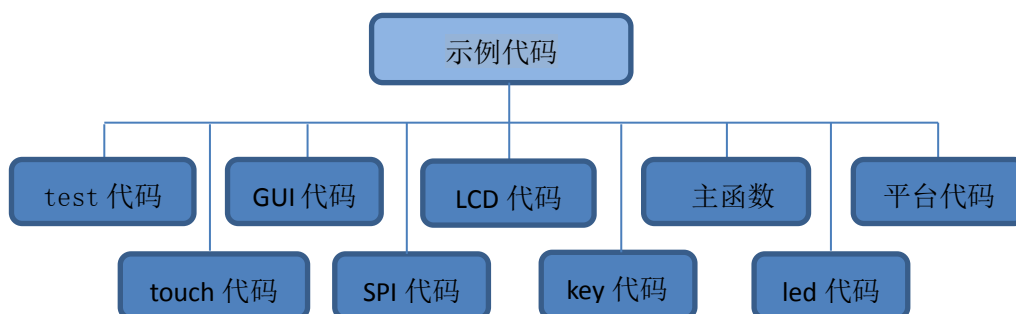 示例代码
test 代码
GUI 代码
LCD 代码
主函数
平台代码
touch 代码
SPI 代码
key 代码
led 代码